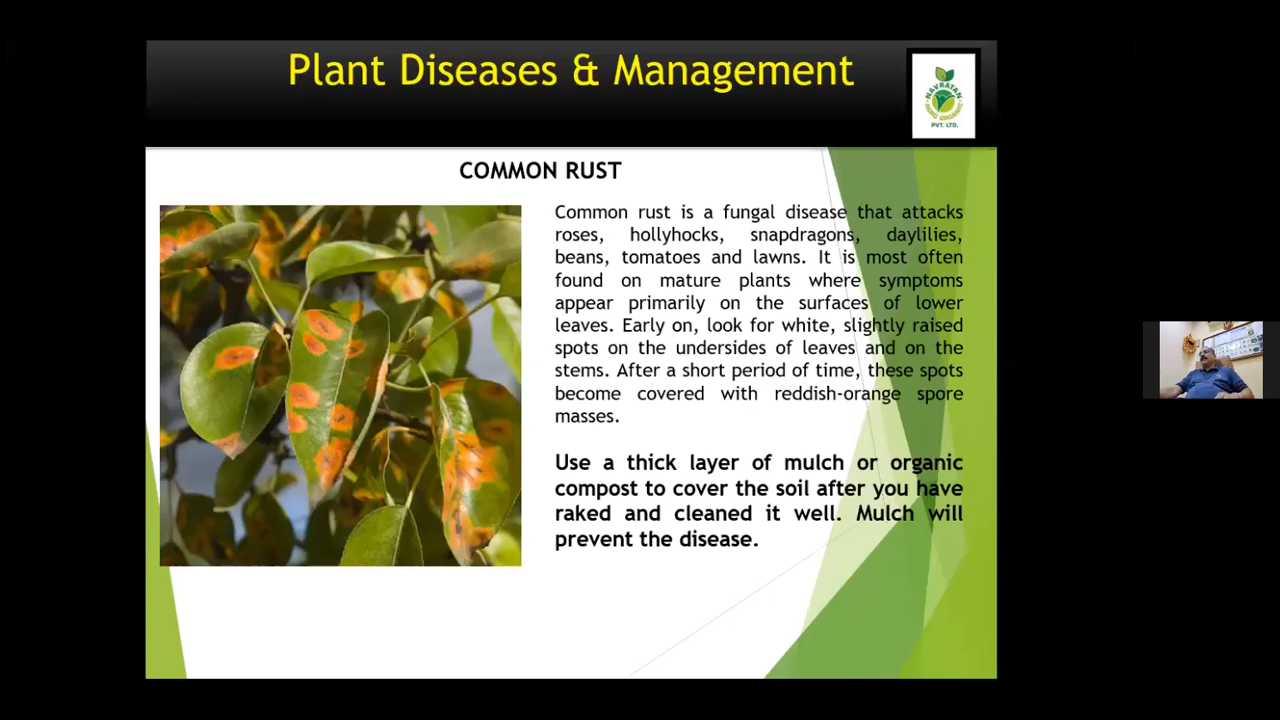 Plant Diseases & Management
NAVRATAN
PVT. LTD.
COMMON RUST
Common rust is a fungal disease that attacks
roses, hollyhocks, snapdragons, daylilies,
beans, tomatoes and lawns. It is most often
found on mature plants where symptoms
appear primarily on the surfaces of lower
leaves. Early on, look for white, slightly raised
spots on the undersides of leaves and on the
stems. After a short period of time, these spots
become covered with reddish-orange spore
masses.
Use a thick layer of mulch or organic
compost to cover the soil after you have
raked and cleaned it well. Mulch will
prevent the disease.